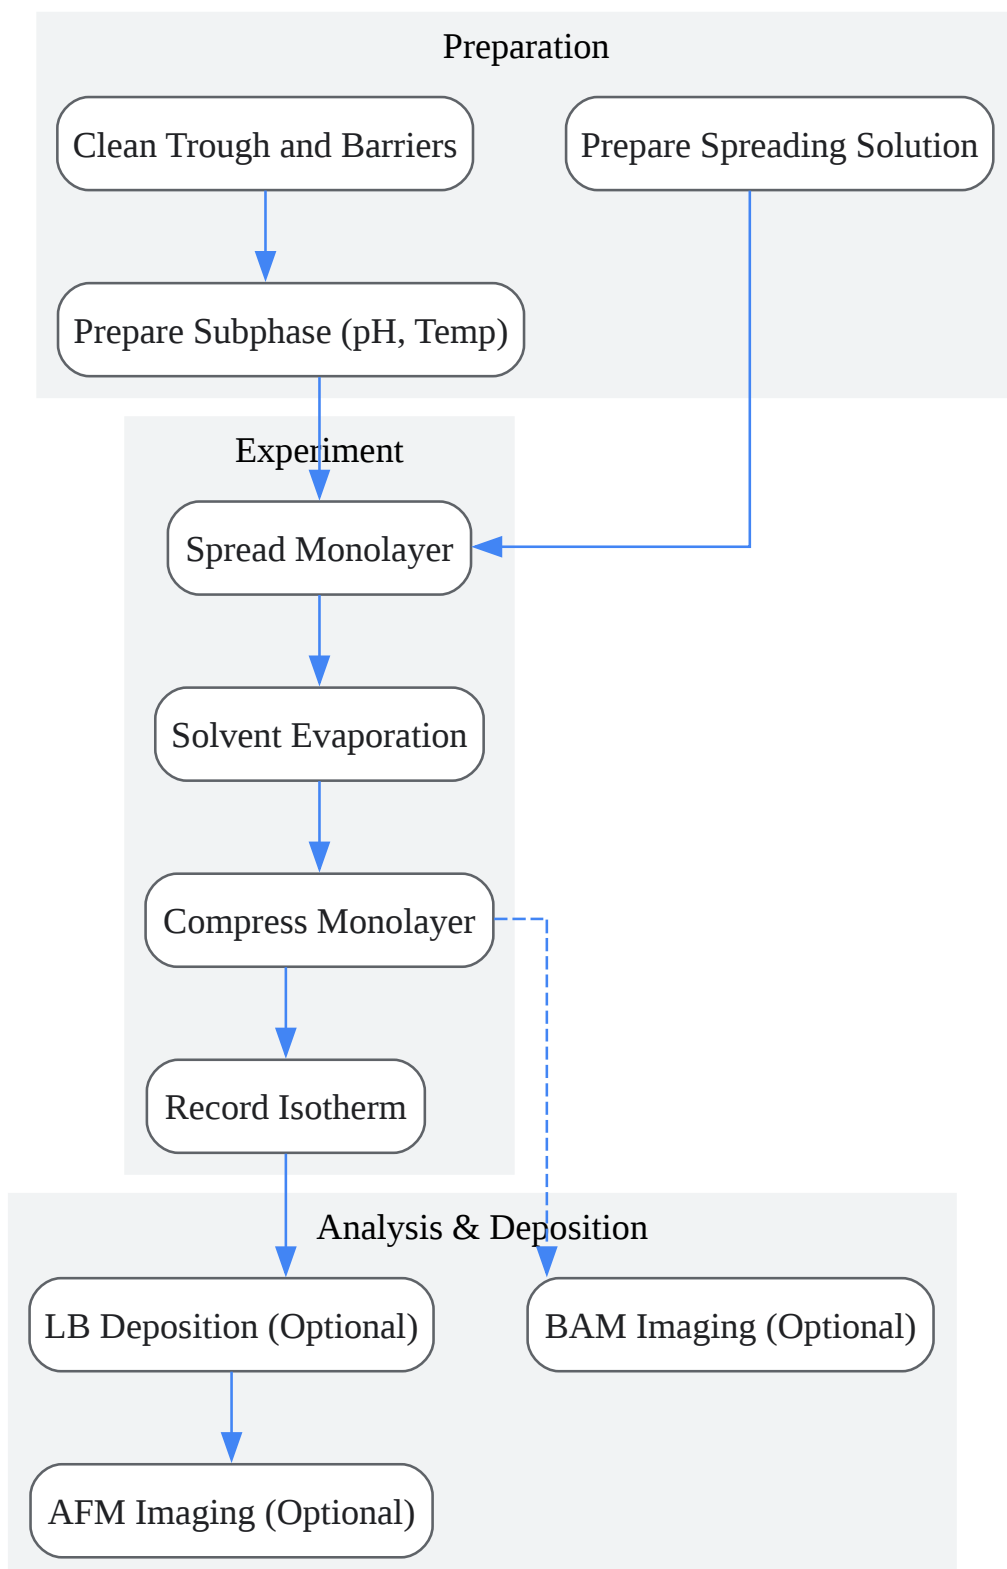 Preparation
Clean Trough and Barriers
Prepare Spreading Solution
Prepare Subphase (pH, Temp)
Experiment
Spread Monolayer
Solvent Evaporation
Compress Monolayer
Record Isotherm
Analysis & Deposition
LB Deposition (Optional)
BAM Imaging (Optional)
AFM Imaging (Optional)